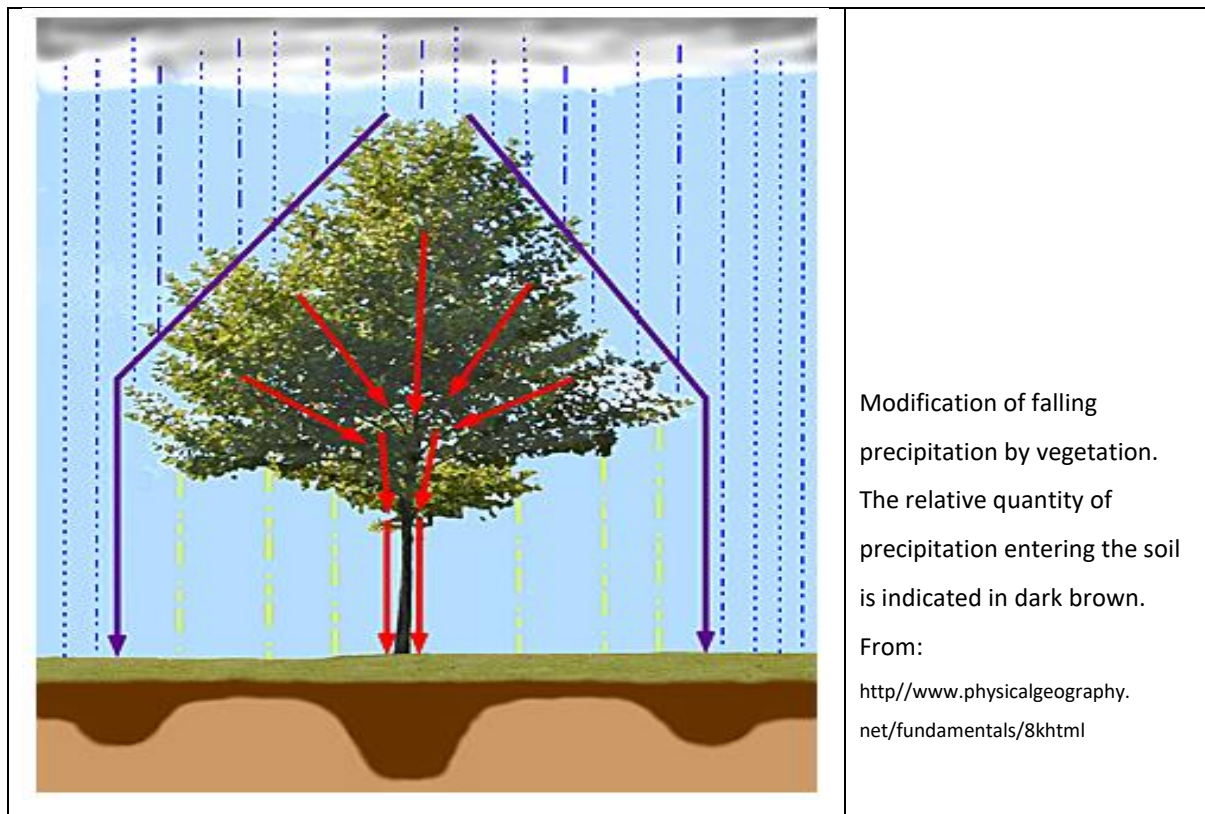 Modification of falling
precipitation by vegetation.
The relative quantity of
precipitation entering the soil
is indicated in dark brown.
From:
http//www.physicalgeography.
net/fundamentals/8khtml